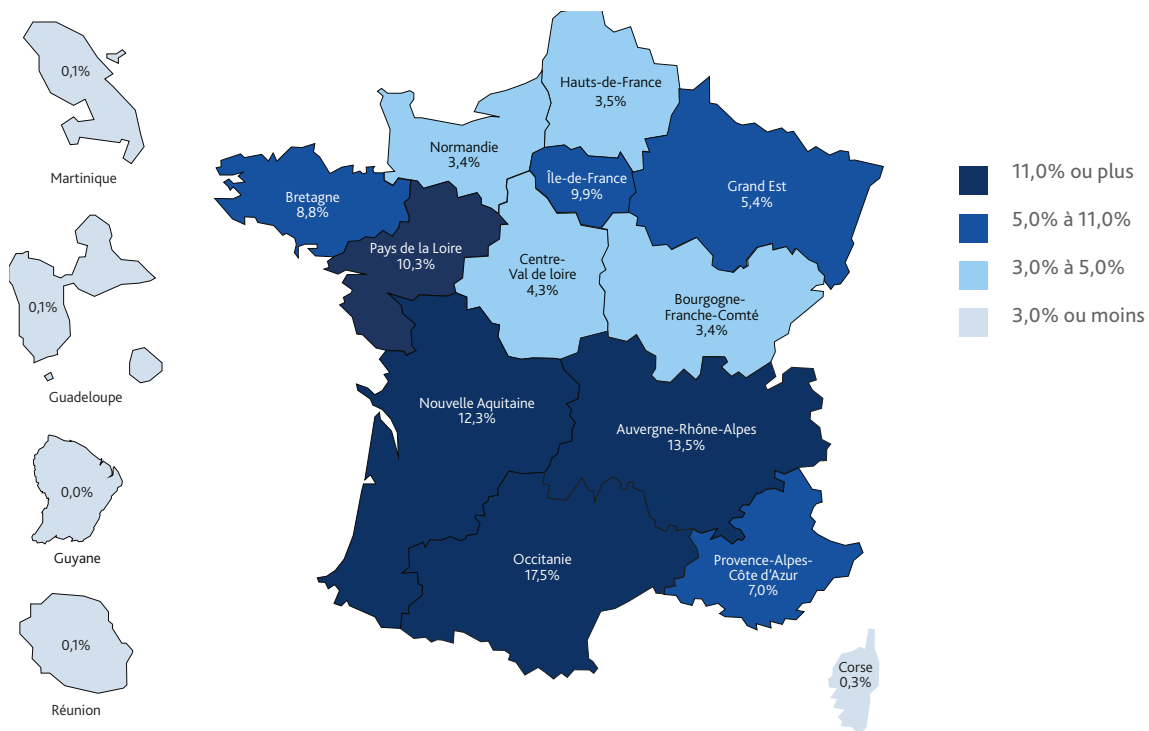 0,1%
Martinique
0,1%
Guadeloupe
0,0%
Guyane
0,1%
Réunion
Hauts-de-France
3,5%
Normandie
3,4%
Île-de-France
9,9%
Grand Est
5,4%
Bretagne
8,8%
Pays de la Loire
10,3%
Centre-
Val de loire
4,3%
Bourgogne-
Franche-Comté
3,4%
Nouvelle Aquitaine
12,3%
Auvergne-Rhône-Alpes
13,5%
Occitanie
17,5%
Provence-Alpes-
Côte d'Azur
7,0%
Corse
0,3%
11,0% ou plus
5,0% à 11,0%
3,0% à 5,0%
3,0% ou moins